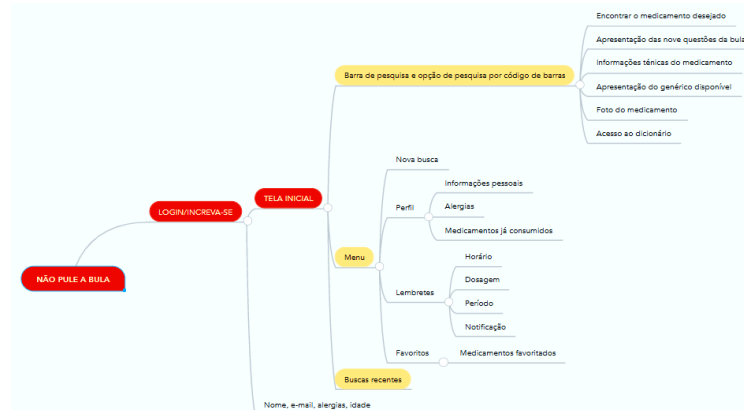 Encontrar o medicamento desejado
Apresentação das nove questões da bula
Barra de pesquisa e opção de pesquisa por código de barras
Informações ténicas do medicamento
Apresentação do genérico disponível
Foto do medicamento
Acesso ao dicionário
Nova busca
Informações pessoais
Perfil
Alergias
Medicamentos já consumidos
TELA INICIAL
LOGIN/INCREVA-SE
Menu
Horário
Dosagem
Lembretes
Período
Notificação
NÃO PULE A BULA
Favoritos
Medicamentos favoritados
Buscas recentes
Nome, e-mail, alergias, idade